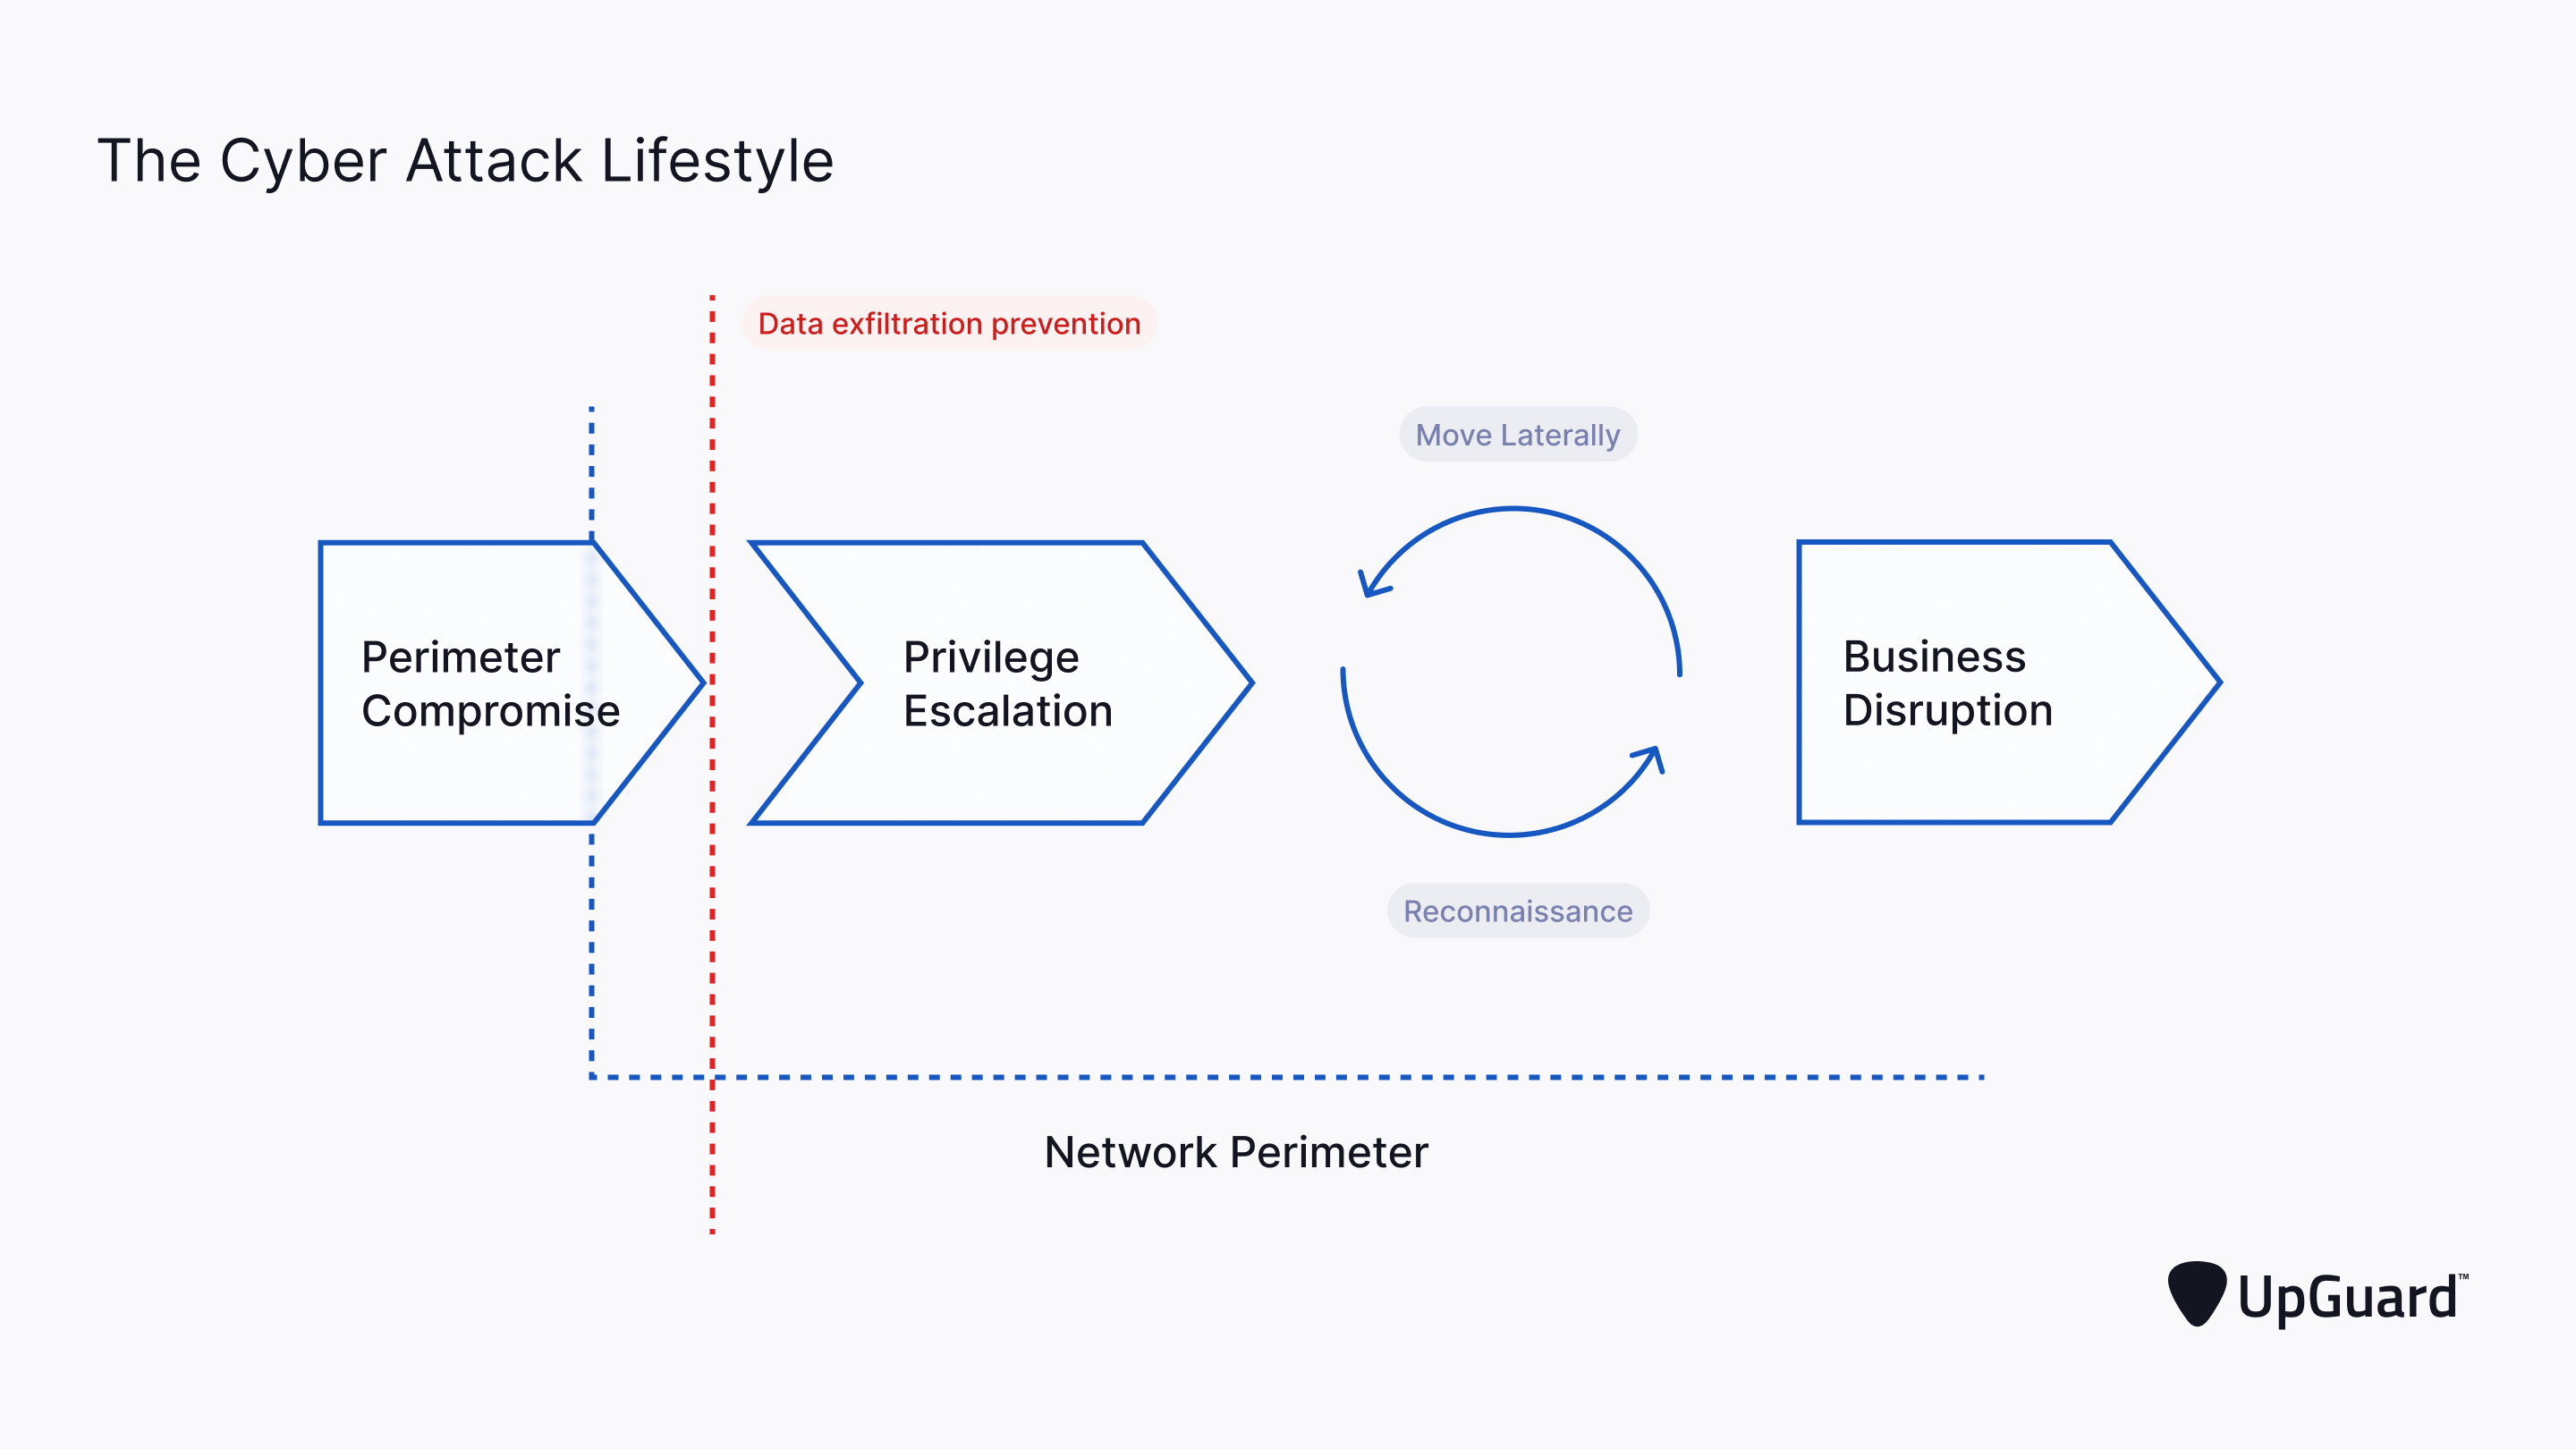 The Cyber Attack Lifestyle
Data exfiltration prevention
Move Laterally
Perimeter
Compromise
Privilege
Escalation
Business
Disruption
Reconnaissance
Network Perimeter
UpGuard™